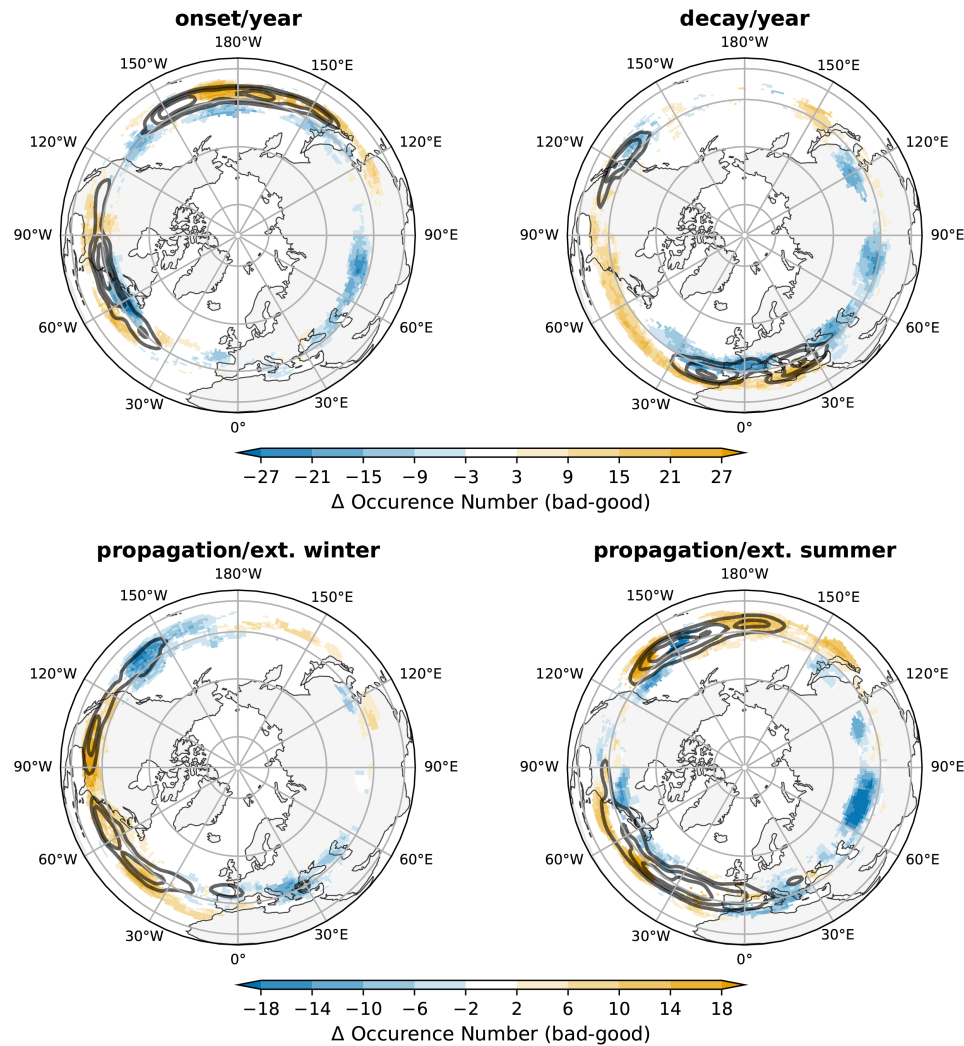 onset/year
decay/year
180°W
180°W
150°W
150°E
150°W
150°E
120°W
120°E
120°W
120°E
90°W
90°E
90°W
90°E
60°W
60°E
60°W
60°E
30°W
30°E
30°W
30°E
0°
0°
−27 −21 −15 −9 −3 3 9 15 21 27
Δ Occurence Number (bad-good)
propagation/ext. winter
propagation/ext. summer
180°W
180°W
150°W
150°E
150°W
150°E
120°W
120°E
120°W
120°E
90°W
90°E
90°W
90°E
60°W
60°E
60°W
60°E
30°W
30°E
30°W
30°E
0°
0°
−18 −14 −10 −6 −2 2 6 10 14 18
Δ Occurence Number (bad-good)